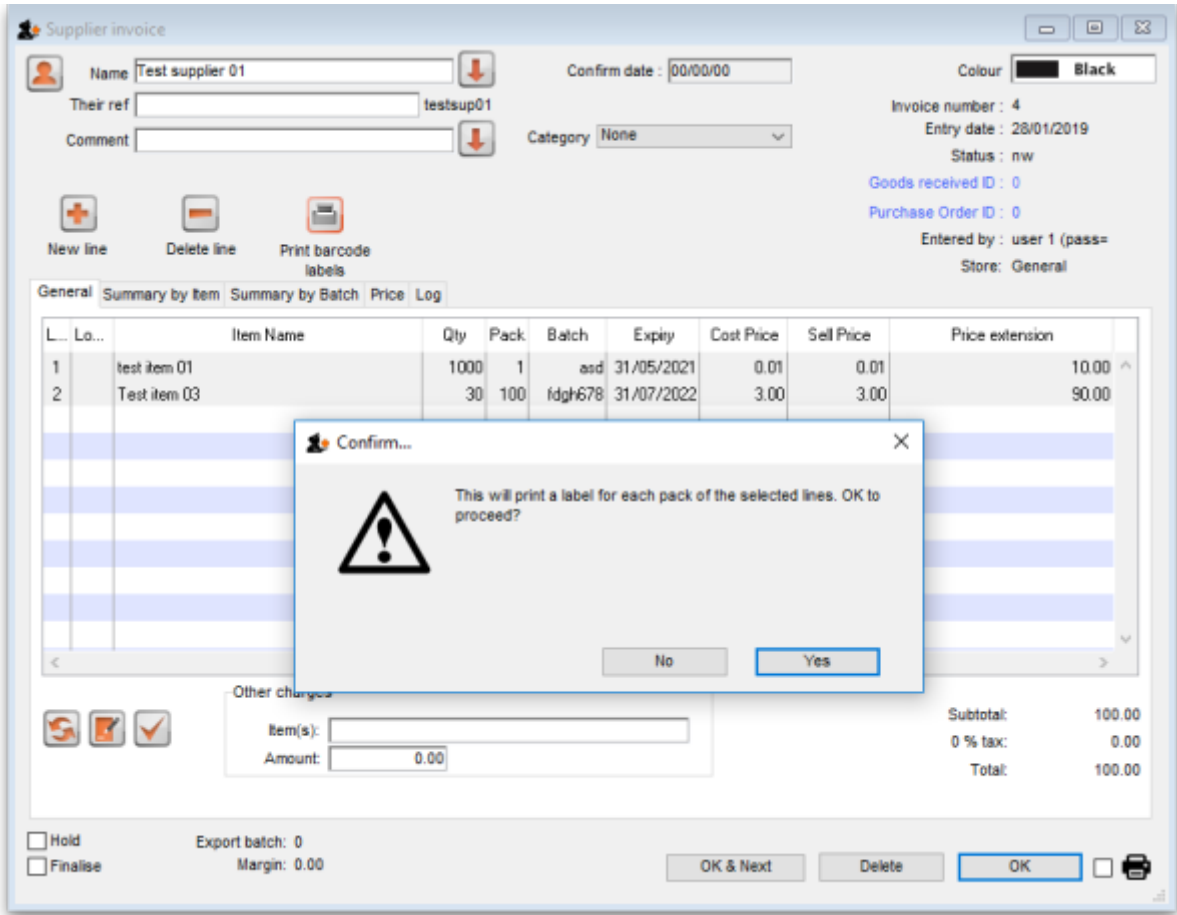 Supplier invoice
Name Test supplier 01 Confirm date : 00/00/00 Colour Black
Their ref testsup01 Invoice number : 4
Comment Category None Entry date : 28/01/2019
Status : nw
Goods received ID : 0
Purchase Order ID : 0
New line Delete line Print barcode labels Entered by : user 1 (pass=
Store: General
General Summary by Item Summary by Batch Price Log
L... Lo... Item Name Qty Pack Batch Expiry Cost Price Sell Price Price extension
1 test item 01 1000 1 asd 31/05/2021 0.01 0.01 10.00
2 Test item 03 30 100 fdgh678 31/07/2022 3.00 3.00 90.00
Confirm...
This will print a label for each pack of the selected lines. OK to
proceed?
No Yes
Other charges
Item(s):
Amount: 0.00
Subtotal: 100.00
0 % tax: 0.00
Total: 100.00
Hold Export batch: 0
Finalise Margin: 0.00
OK & Next Delete OK